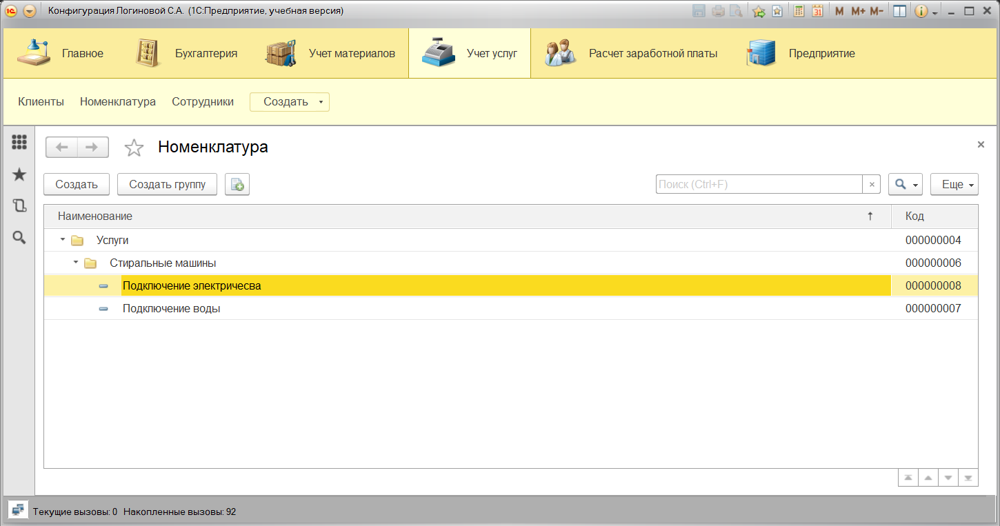 Конфигурация Логиновой С.А. (1С:Предприятие, учебная версия) M M+ M-
Главное Бухгалтерия Учет материалов Учет услуг Расчет заработной платы Предприятие
Клиенты Номенклатура Сотрудники Создать
Номенклатура
Создать Создать группу Поиск (Ctrl+F) × Еще
Наименование ↑ Код
Услуги 000000004
Стиральные машины 000000006
Подключение электричесва 000000008
Подключение воды 000000007
Текущие вызовы: 0 Накопленные вызовы: 92